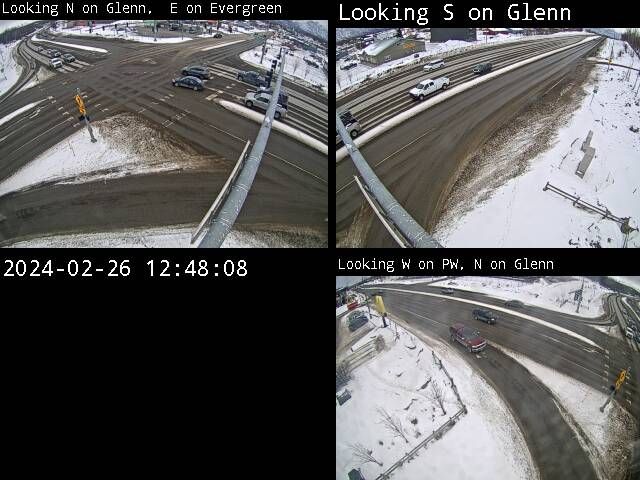 Looking N on Glenn,  E on Evergreen
Looking S on Glenn
2024-02-26 12:48:08
Looking W on PW, N on Glenn